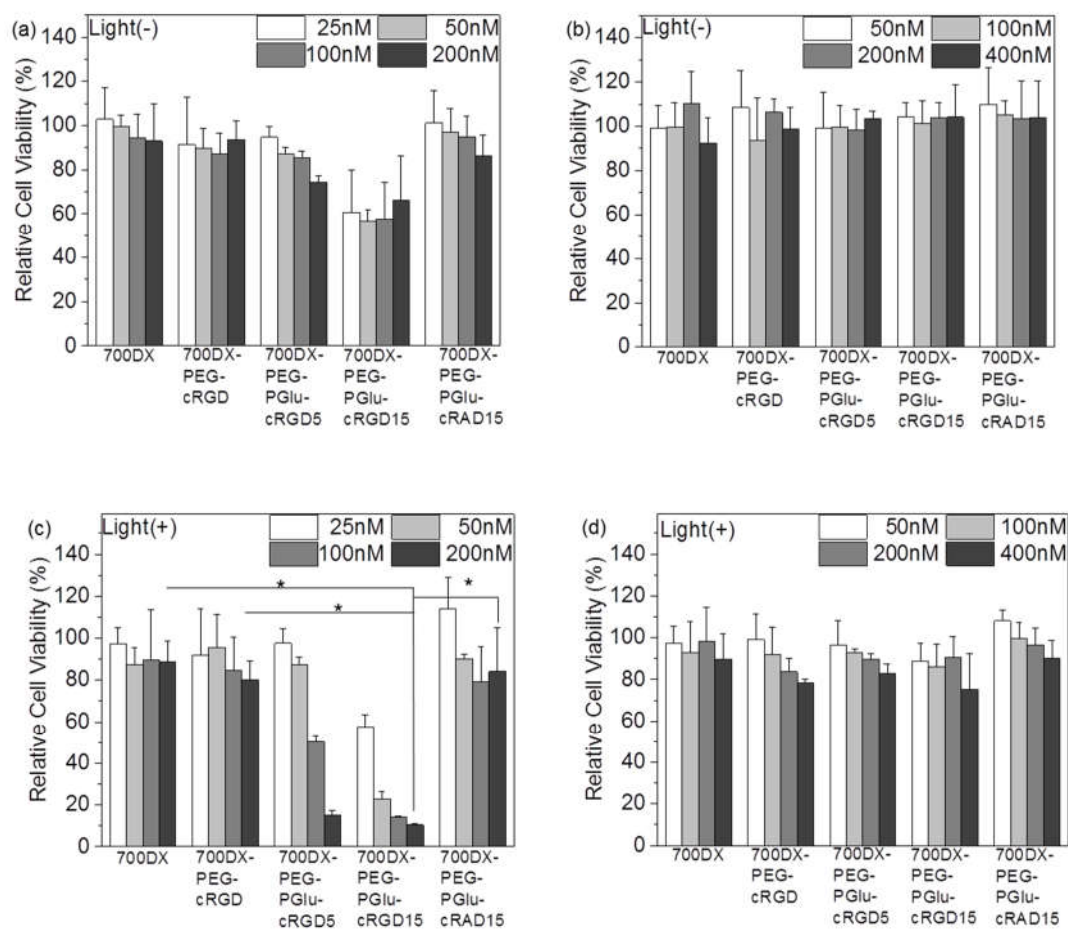 (a)
Light(-)
25nM 50nM
100nM 200nM
Relative Cell Viability (%)
140
120
100
80
60
40
20
0
700DX
700DX-
PEG-
cRGD
700DX-
PEG-
PGlu-
cRGD5
700DX-
PEG-
PGlu-
cRGD15
700DX-
PEG-
PGlu-
cRAD15
(b)
Light(-)
50nM 100nM
200nM 400nM
Relative Cell Viability (%)
140
120
100
80
60
40
20
0
700DX
700DX-
PEG-
cRGD
700DX-
PEG-
PGlu-
cRGD5
700DX-
PEG-
PGlu-
cRGD15
700DX-
PEG-
PGlu-
cRAD15
(c)
Light(+)
25nM 50nM
100nM 200nM
Relative Cell Viability (%)
140
120
100
80
60
40
20
0
*
*
*
700DX
700DX-
PEG-
cRGD
700DX-
PEG-
PGlu-
cRGD5
700DX-
PEG-
PGlu-
cRGD15
700DX-
PEG-
PGlu-
cRAD15
(d)
Light(+)
50nM 100nM
200nM 400nM
Relative Cell Viability (%)
140
120
100
80
60
40
20
0
700DX
700DX-
PEG-
cRGD
700DX-
PEG-
PGlu-
cRGD5
700DX-
PEG-
PGlu-
cRGD15
700DX-
PEG-
PGlu-
cRAD15